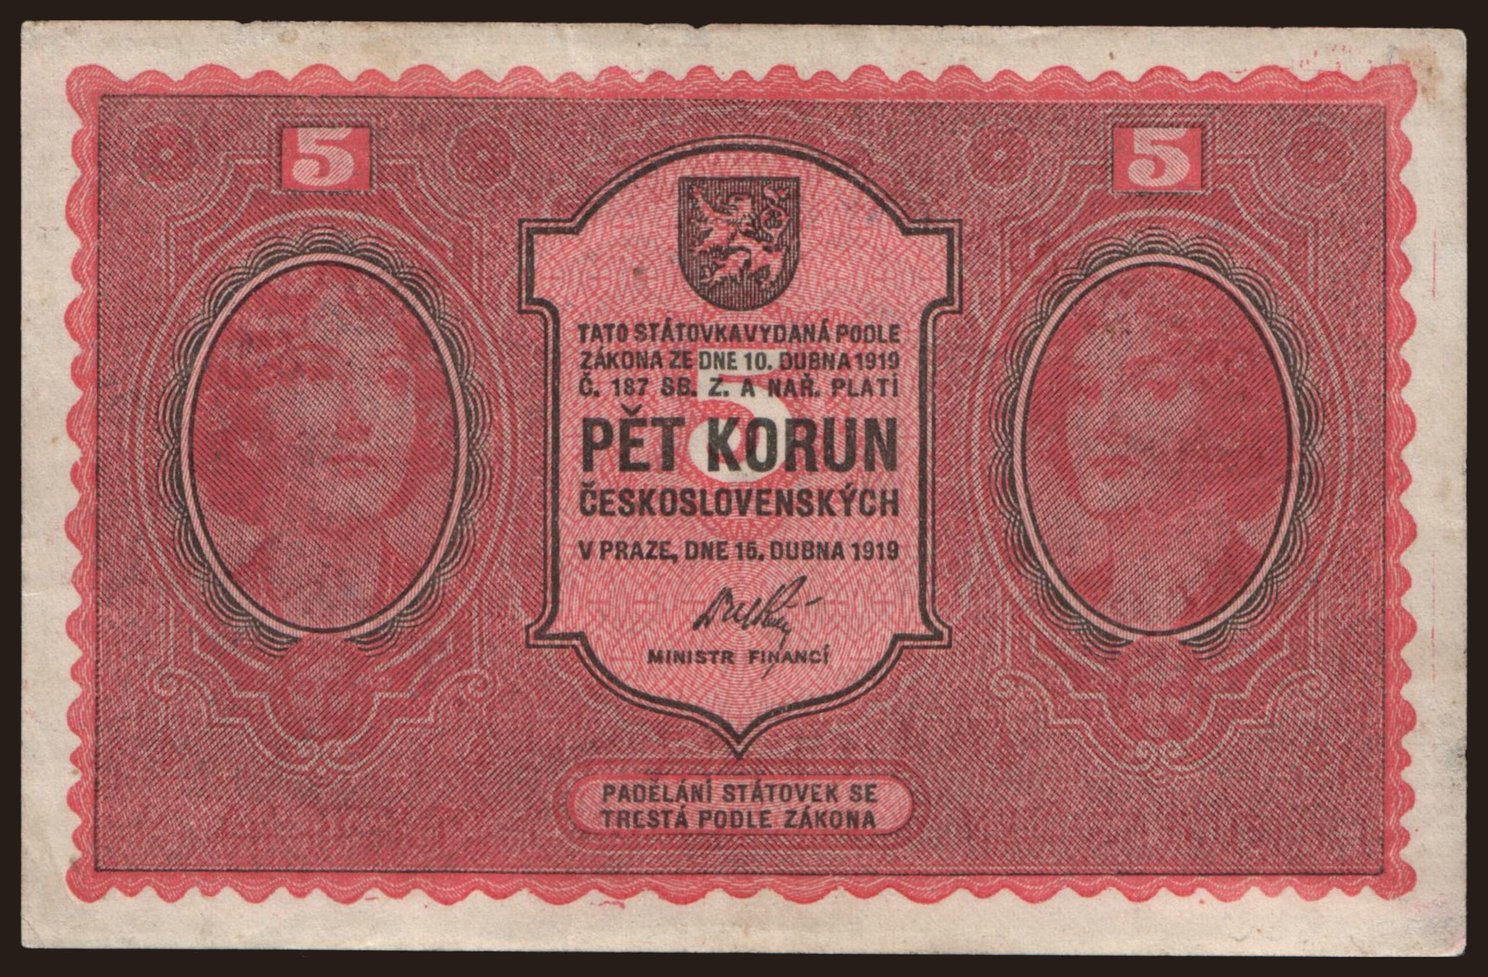 5 5
TATO STÁTOVKA VYDANÁ PODLE
ZÁKONA ZE DNE 10. DUBNA 1919
Č. 187 SB. Z. A NAŘ. PLATÍ
5
PĚT KORUN
ČESKOSLOVENSKÝCH
V PRAZE, DNE 15. DUBNA 1919
MINISTR FINANCÍ
PADĚLÁNÍ STÁTOVEK SE
TRESTÁ PODLE ZÁKONA